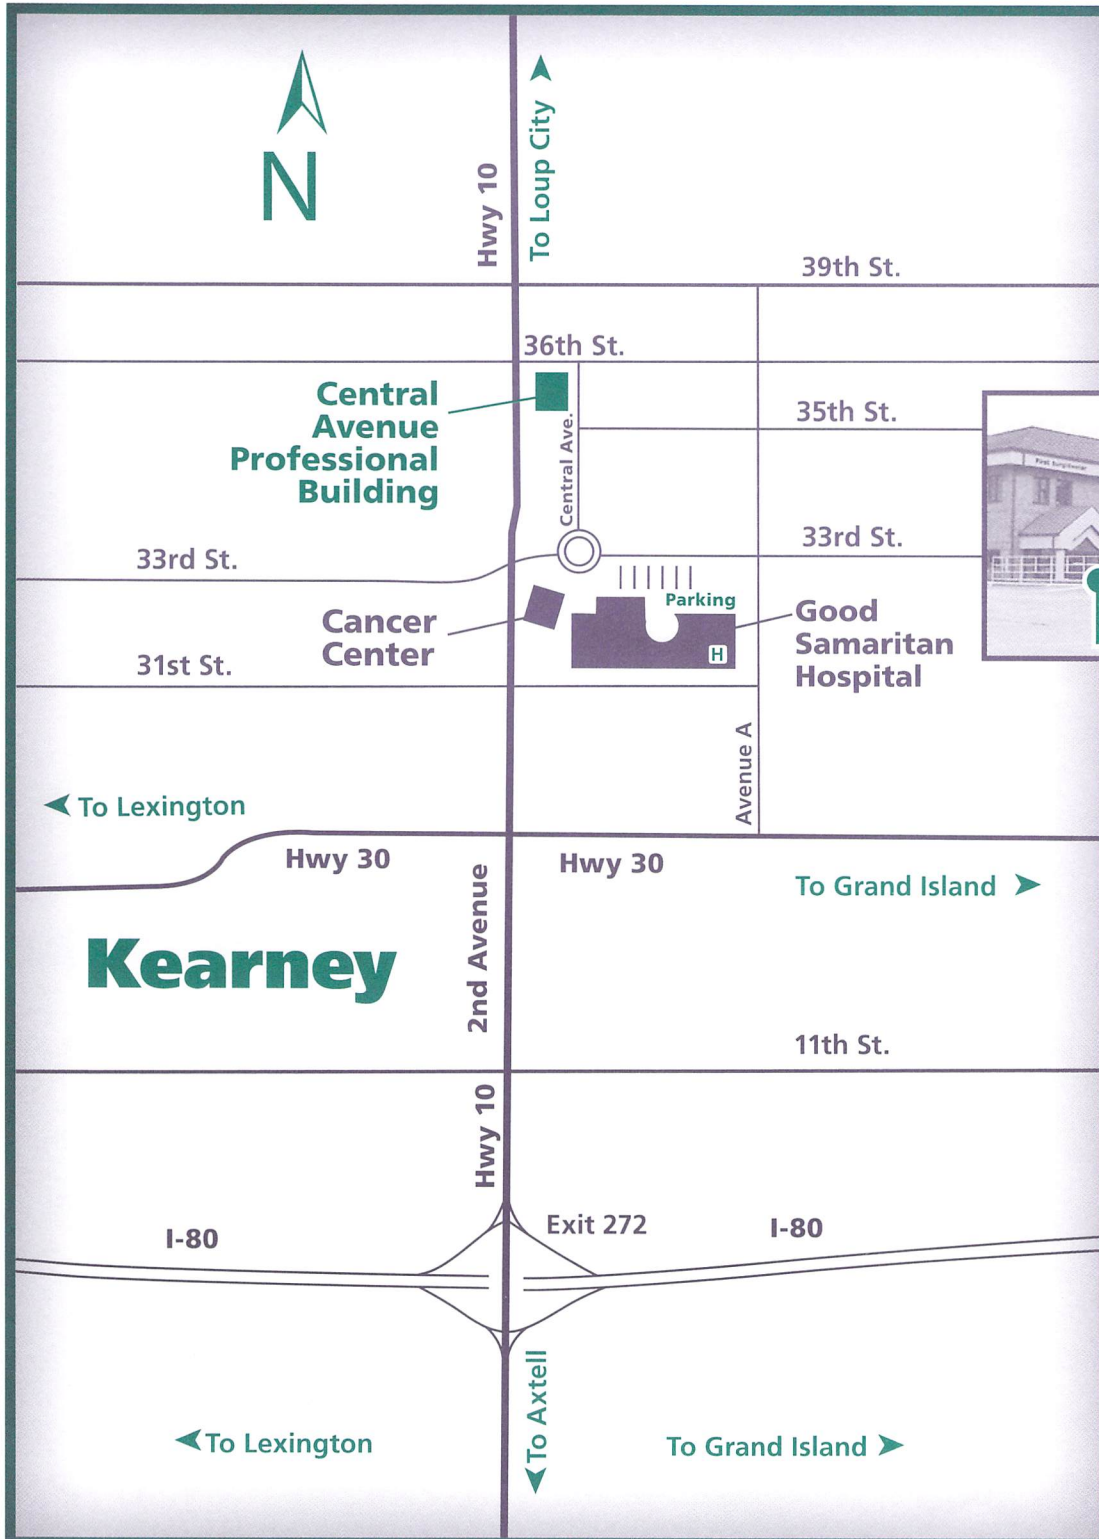 N
Hwy 10
To Loup City
39th St.
36th St.
Central
Avenue
Professional
Building
Central Ave.
35th St.
33rd St.
33rd St.
Parking
Cancer
Center
H
Good
Samaritan
Hospital
31st St.
Avenue A
To Lexington
Hwy 30
Hwy 30
To Grand Island
Kearney
2nd Avenue
11th St.
Hwy 10
Exit 272
I-80
I-80
To Axtell
To Lexington
To Grand Island